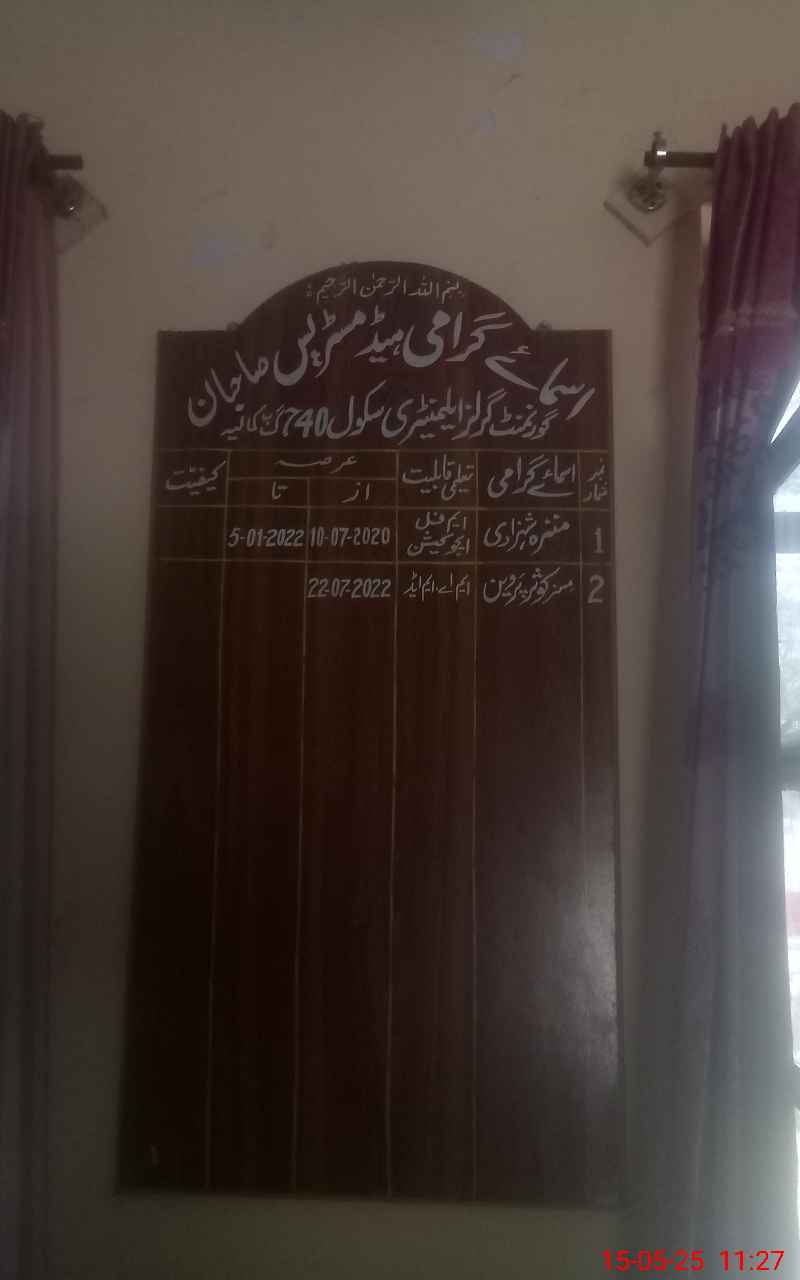 بسم اللہ الرحمن الرحیم
اسمائے گرامی ہیڈ مسٹریس صاحبان
گورنمنٹ گرلز ایلیمنٹری سکول 740 گ ب کمالیہ
نمبر شمار اسمائے گرامی تعلیمی قابلیت عرصہ کیفیت
از تا
1 شہزادی ایم فل ایجوکیشن 10-07-2020 5-01-2022
2 مسز کوثر پروین ایم اے، ایم ایڈ 22-07-2022
15-05-25 11:27